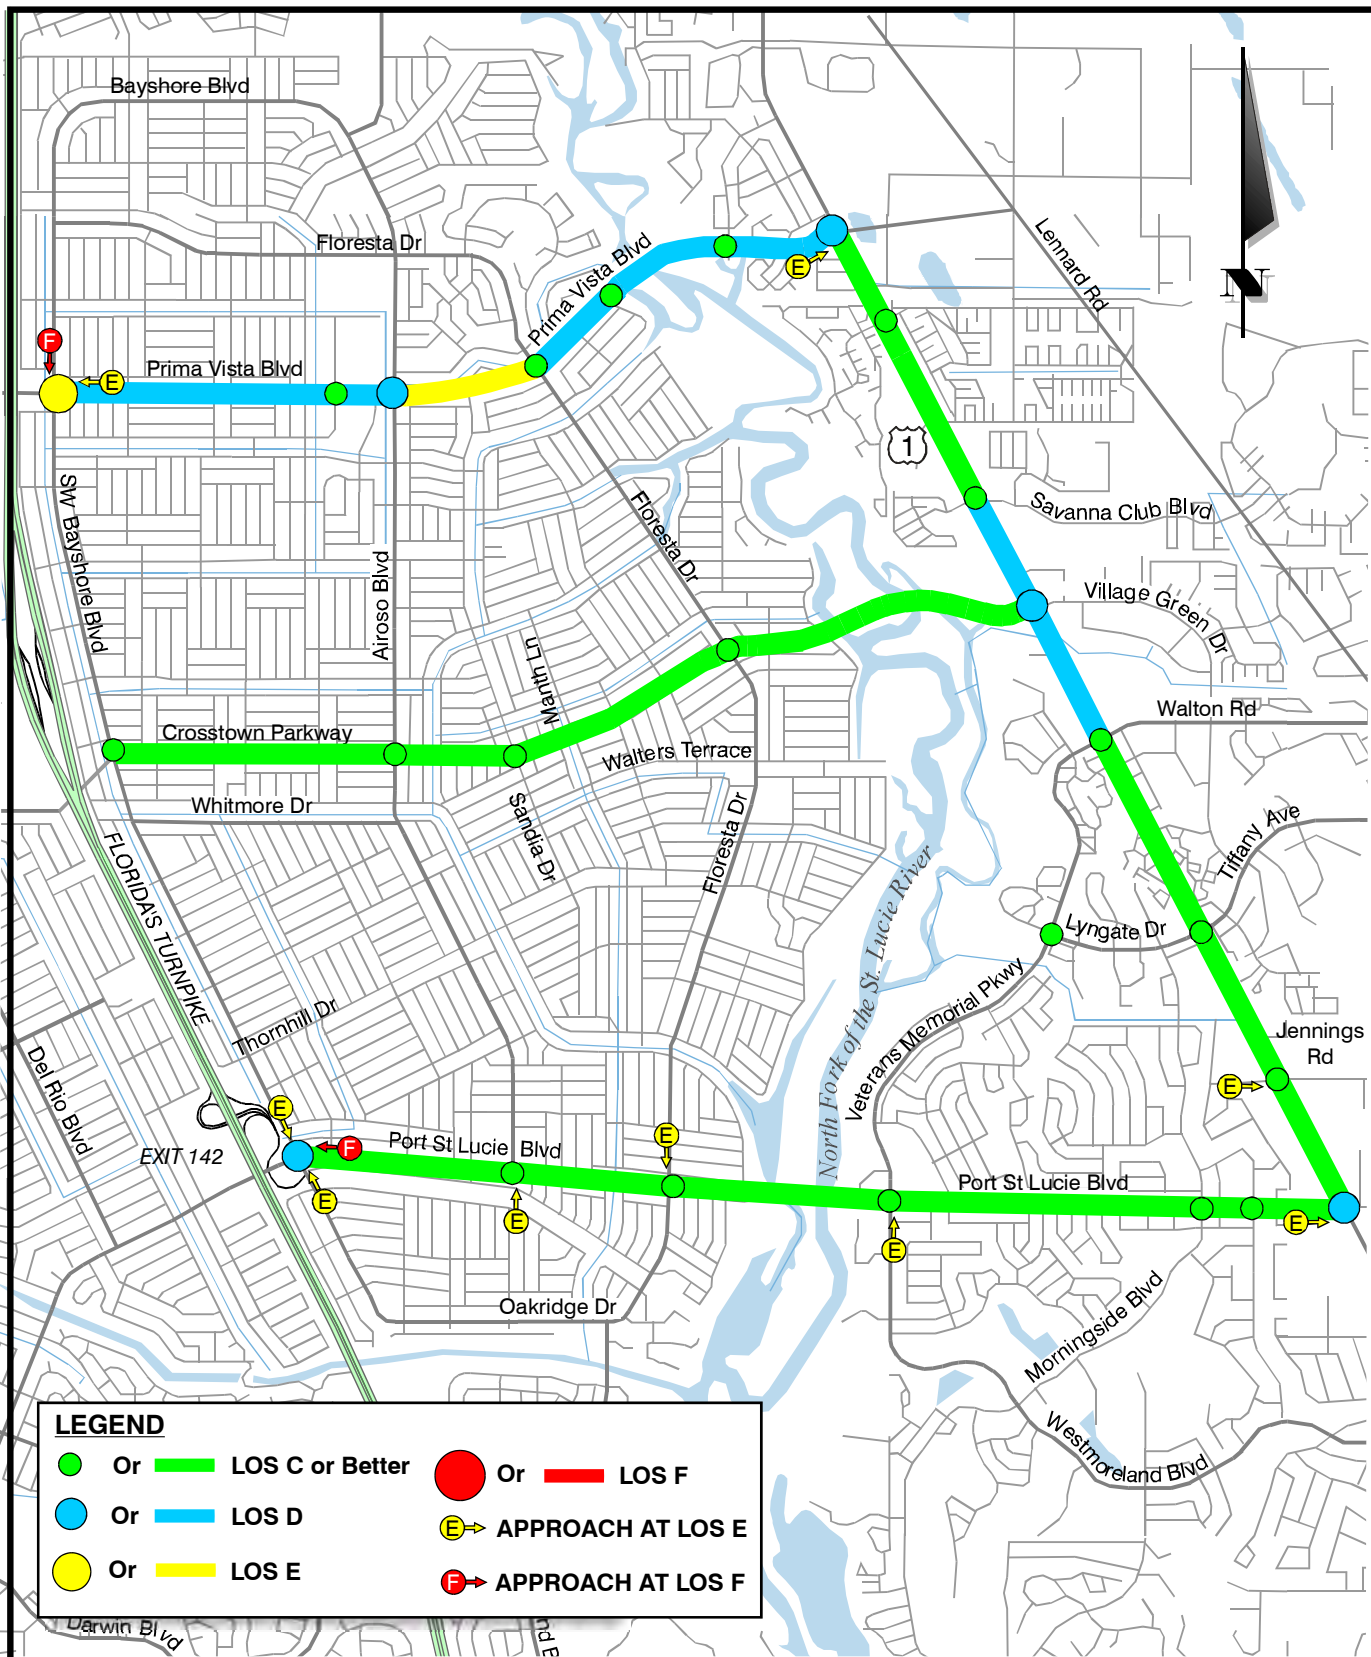 Bayshore Blvd
Floresta Dr
Prima Vista Blvd
Lennard Rd
N
F
E
E
Prima Vista Blvd
1
SW Bayshore Blvd
Airoso Blvd
Floresta Dr
Savanna Club Blvd
Village Green Dr
Manth Ln
Walton Rd
Crosstown Parkway
Walters Terrace
Whitmore Dr
Sandia Dr
Floresta Dr
Tiffany Ave
FLORIDA'S TURNPIKE
Lyngate Dr
North Fork of the St. Lucie River
Veterans Memorial Pkwy
Thornhill Dr
Jennings
Rd
Del Rio Blvd
E
E
E
F
EXIT 142
Port St Lucie Blvd
Port St Lucie Blvd
E
E
E
E
Oakridge Dr
Morningside Blvd
Westmoreland Blvd
LEGEND
Or LOS C or Better
Or LOS D
Or LOS E
Or LOS F
E APPROACH AT LOS E
F APPROACH AT LOS F
Darwin Blvd
nd B